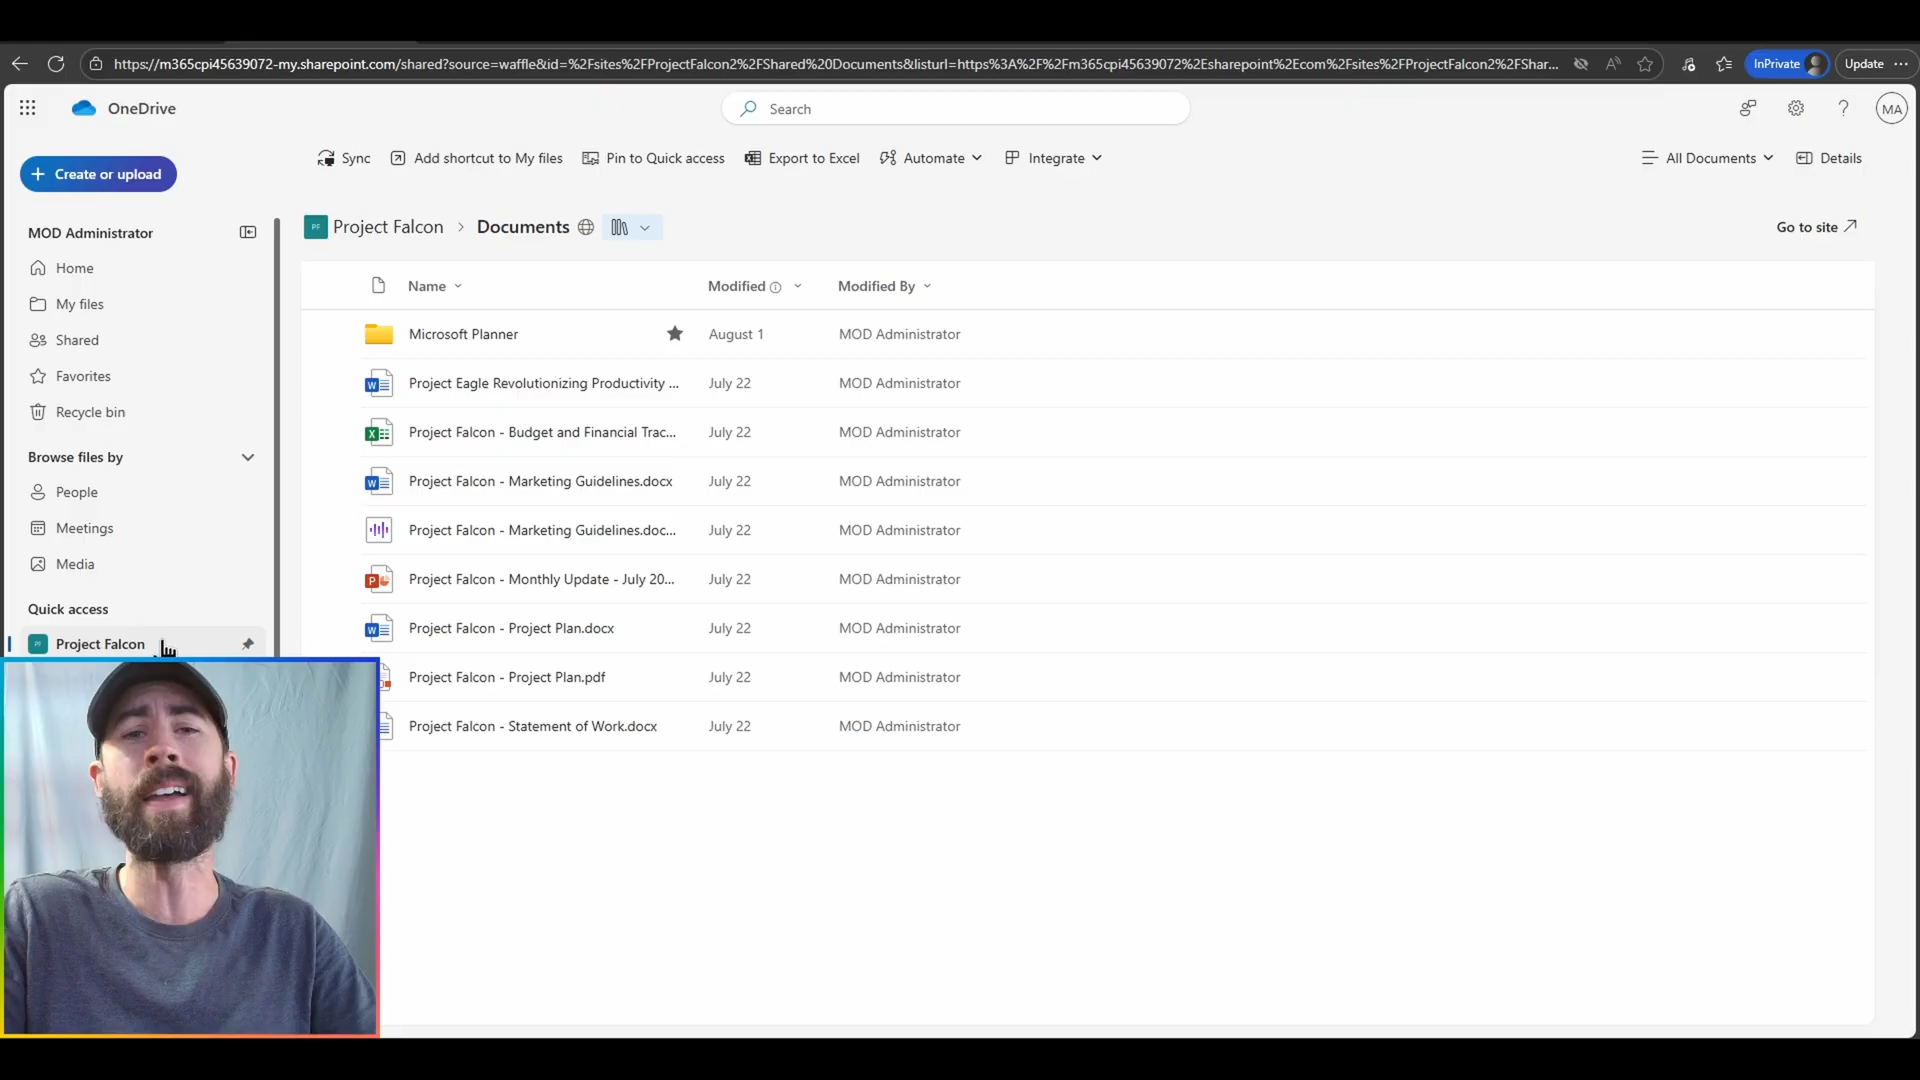 https://m365cpi45639072-my.sharepoint.com/shared?source=waffle&id=%2Fsites%2FProjectFalcon2%2FShared%20Documents&listurl=https%3A%2F%2Fm365cpi45639072%2Esharepoint%2Ecom%2Fsites%2FProjectFalcon2%2FShar... InPrivate Update
OneDrive Search MA
Create or upload Sync Add shortcut to My files Pin to Quick access Export to Excel Automate Integrate All Documents Details
MOD Administrator
Home
My files
Shared
Favorites
Recycle bin
Browse files by
People
Meetings
Media
Quick access
PF Project Falcon
PF Project Falcon > Documents Go to site
Name Modified Modified By
Microsoft Planner August 1 MOD Administrator
Project Eagle Revolutionizing Productivity ... July 22 MOD Administrator
Project Falcon - Budget and Financial Trac... July 22 MOD Administrator
Project Falcon - Marketing Guidelines.docx July 22 MOD Administrator
Project Falcon - Marketing Guidelines.doc... July 22 MOD Administrator
Project Falcon - Monthly Update - July 20... July 22 MOD Administrator
Project Falcon - Project Plan.docx July 22 MOD Administrator
Project Falcon - Project Plan.pdf July 22 MOD Administrator
Project Falcon - Statement of Work.docx July 22 MOD Administrator